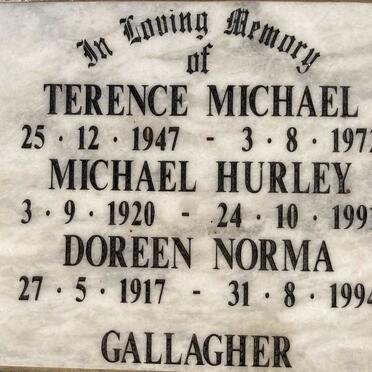 In Loving Memory
of
TERENCE MICHAEL
25 · 12 · 1947 - 3 · 8 · 197
MICHAEL HURLEY
3 · 9 · 1920 - 24 · 10 · 199
DOREEN NORMA
27 · 5 · 1917 - 31 · 8 · 1994
GALLAGHER